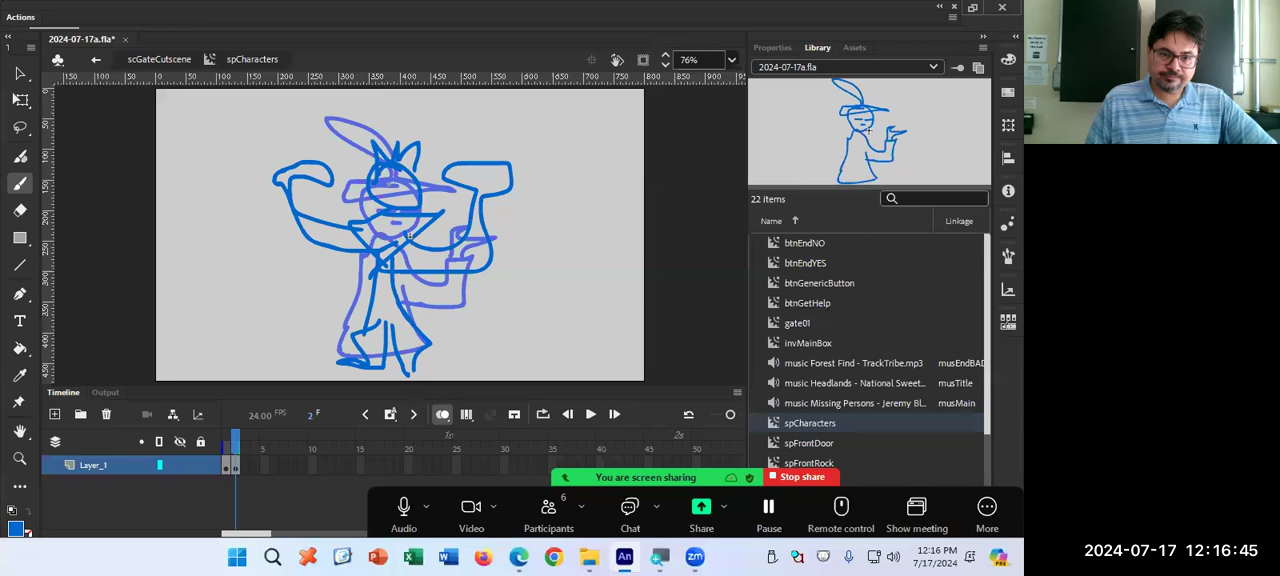 Actions
2024-07-17a.fla* ×
scGateCutscene spCharacters 76%
Properties Library Assets
2024-07-17a.fla
22 items
Name Linkage
btnEndNO
btnEndYES
btnGenericButton
btnGetHelp
gate01
invMainBox
music Forest Find - TrackTribe.mp3 musEndBAD
music Headlands - National Sweet... musTitle
music Missing Persons - Jeremy Bl... musMain
spCharacters
spFrontDoor
spFrontRock
Timeline Output
24.00 FPS 2 F
1s 2s
5 10 15 20 25 30 35 40 45 50
Layer_1
You are screen sharing Stop share
Audio Video Participants 6 Chat Share Pause Remote control Show meeting More
12:16 PM
7/17/2024
2024-07-17 12:16:45